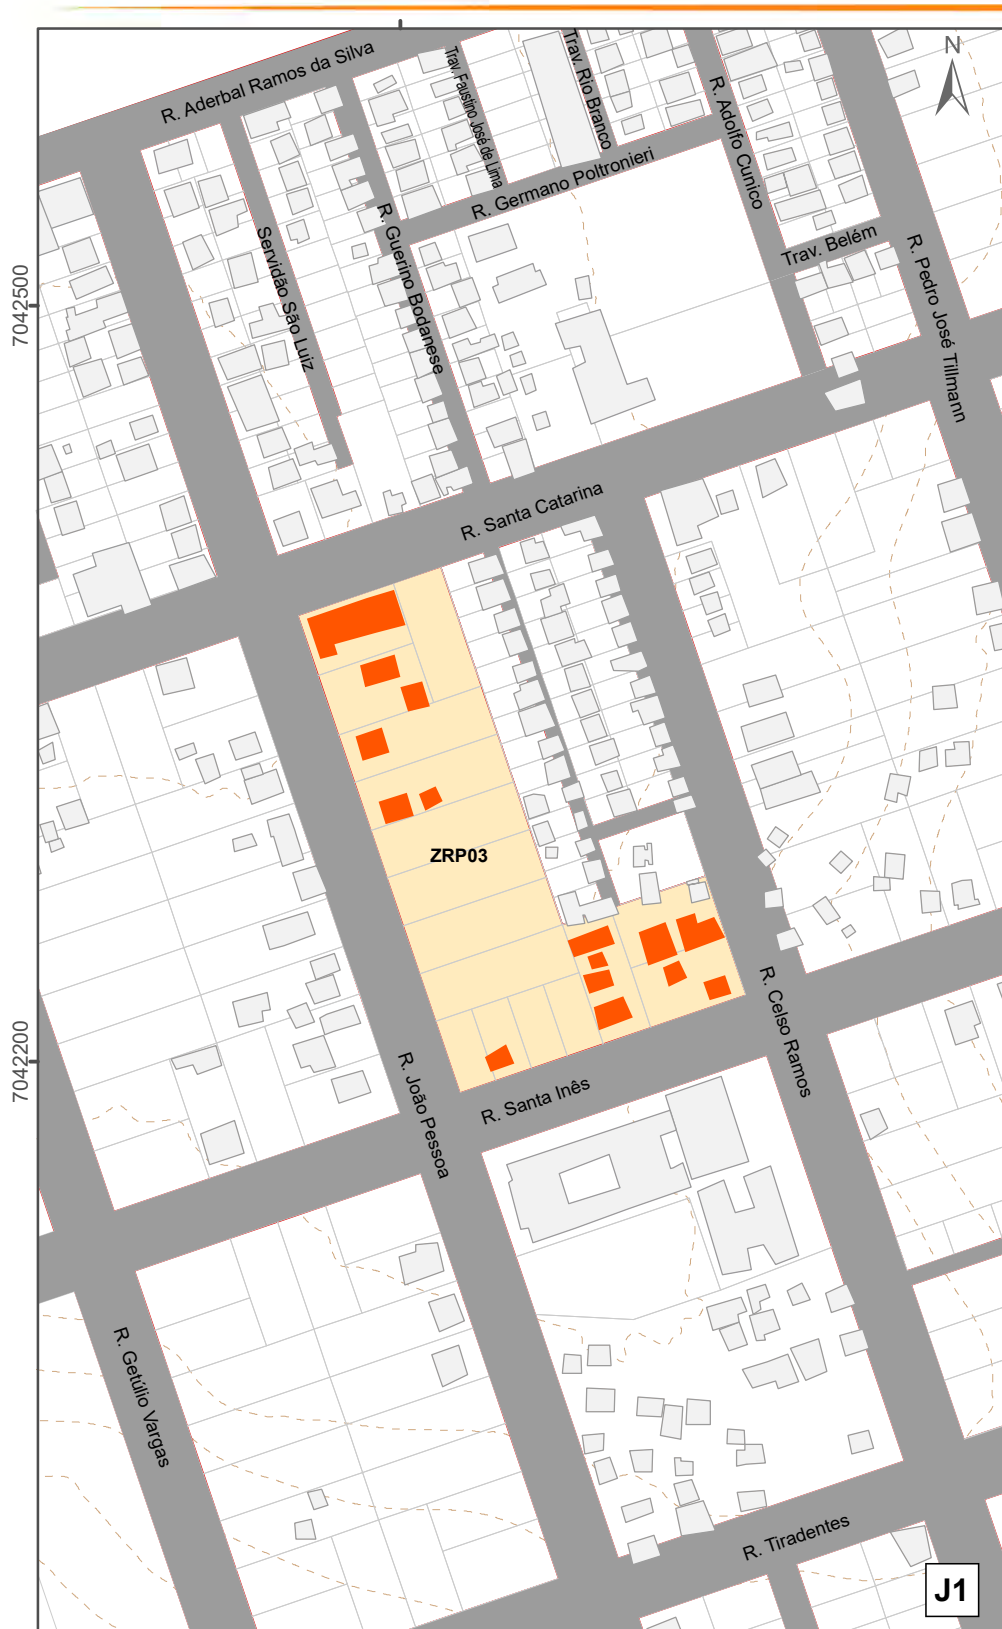 N
R. Aderbal Ramos da Silva
Trav. Faustino José de Lima
Trav. Rio Branco
R. Adolfo Cunico
R. Germano Poltronieri
R. Guerino Bodanese
Servidão São Luiz
Trav. Belém
R. Pedro José Tillmann
7042500
R. Santa Catarina
ZRP03
R. Celso Ramos
7042200
R. João Pessoa
R. Santa Inês
R. Getúlio Vargas
R. Tiradentes
J1